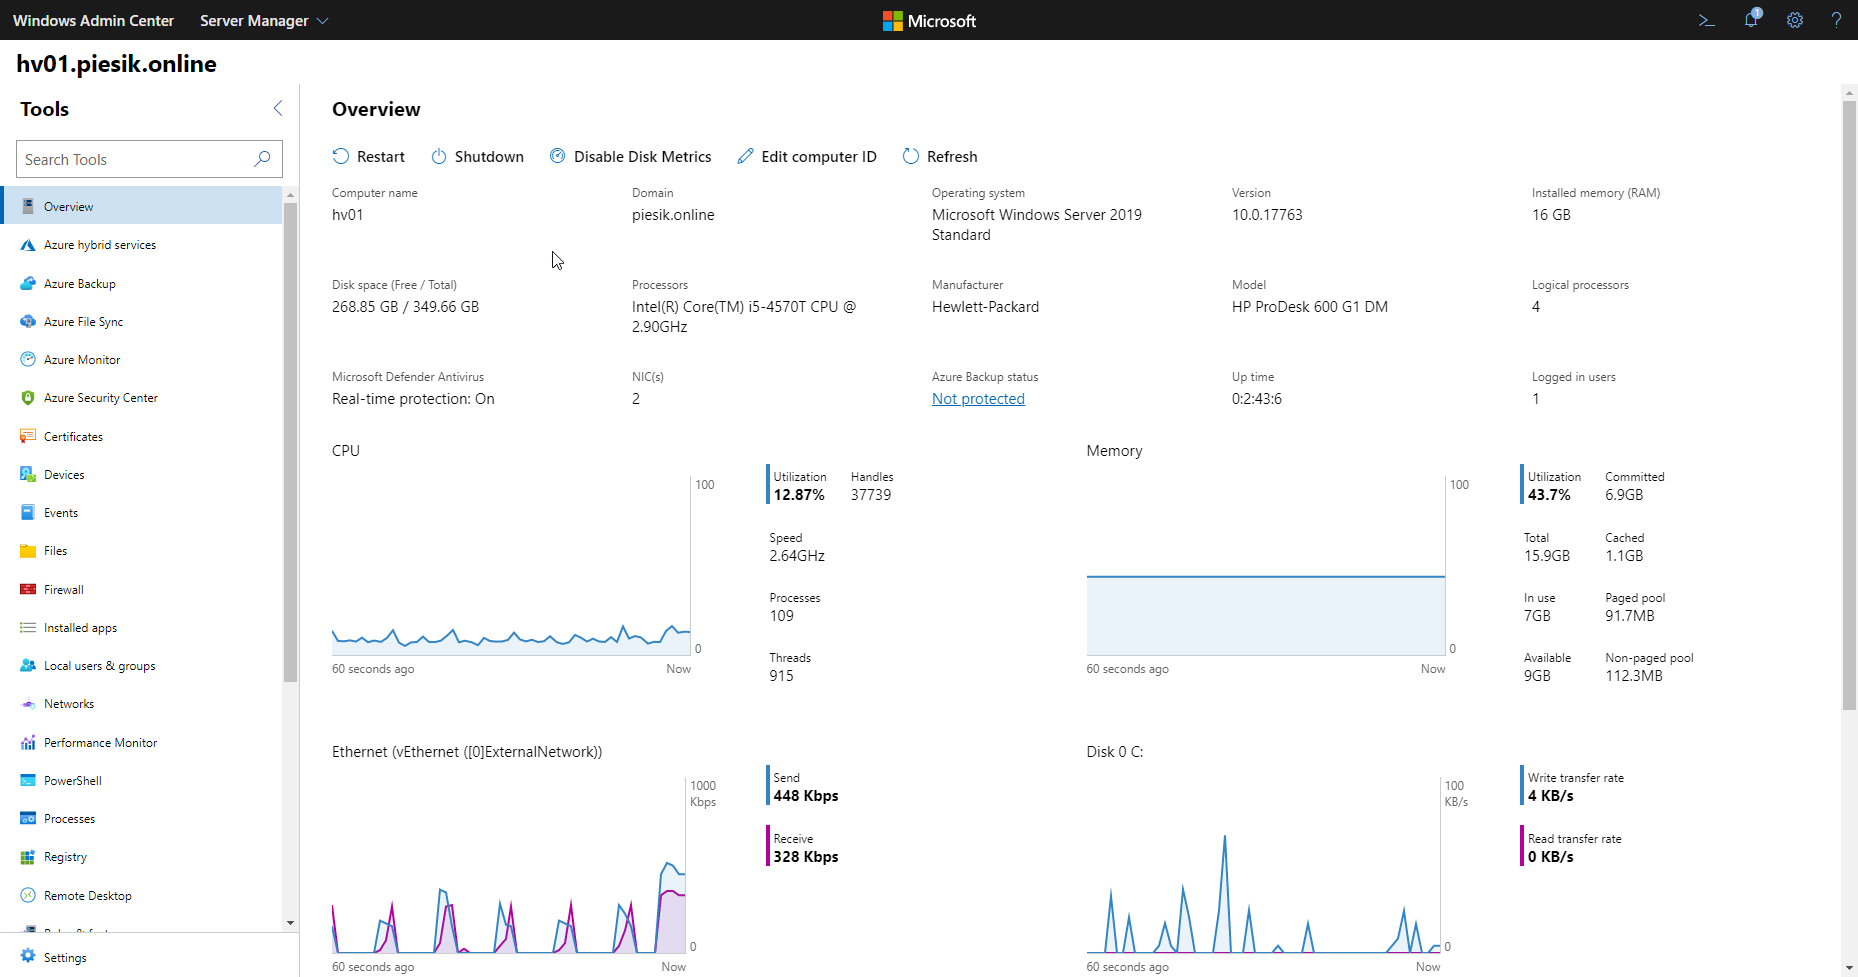 Windows Admin Center
Server Manager
Microsoft
1
?
hv01.piesik.online
Tools
Search Tools
Overview
Azure hybrid services
Azure Backup
Azure File Sync
Azure Monitor
Azure Security Center
Certificates
Devices
Events
Files
Firewall
Installed apps
Local users & groups
Networks
Performance Monitor
PowerShell
Processes
Registry
Remote Desktop
Settings
Overview
Restart
Shutdown
Disable Disk Metrics
Edit computer ID
Refresh
Computer name
hv01
Domain
piesik.online
Operating system
Microsoft Windows Server 2019
Standard
Version
10.0.17763
Installed memory (RAM)
16 GB
Disk space (Free / Total)
268.85 GB / 349.66 GB
Processors
Intel(R) Core(TM) i5-4570T CPU @
2.90GHz
Manufacturer
Hewlett-Packard
Model
HP ProDesk 600 G1 DM
Logical processors
4
Microsoft Defender Antivirus
Real-time protection: On
NIC(s)
2
Azure Backup status
Not protected
Up time
0:2:43:6
Logged in users
1
CPU
100
0
60 seconds ago
Now
Utilization
12.87%
Handles
37739
Speed
2.64GHz
Processes
109
Threads
915
Memory
100
0
60 seconds ago
Now
Utilization
43.7%
Committed
6.9GB
Total
15.9GB
Cached
1.1GB
In use
7GB
Paged pool
91.7MB
Available
9GB
Non-paged pool
112.3MB
Ethernet (vEthernet ([0]ExternalNetwork))
1000
Kbps
0
60 seconds ago
Now
Send
448 Kbps
Receive
328 Kbps
Disk 0 C:
100
KB/s
0
60 seconds ago
Now
Write transfer rate
4 KB/s
Read transfer rate
0 KB/s